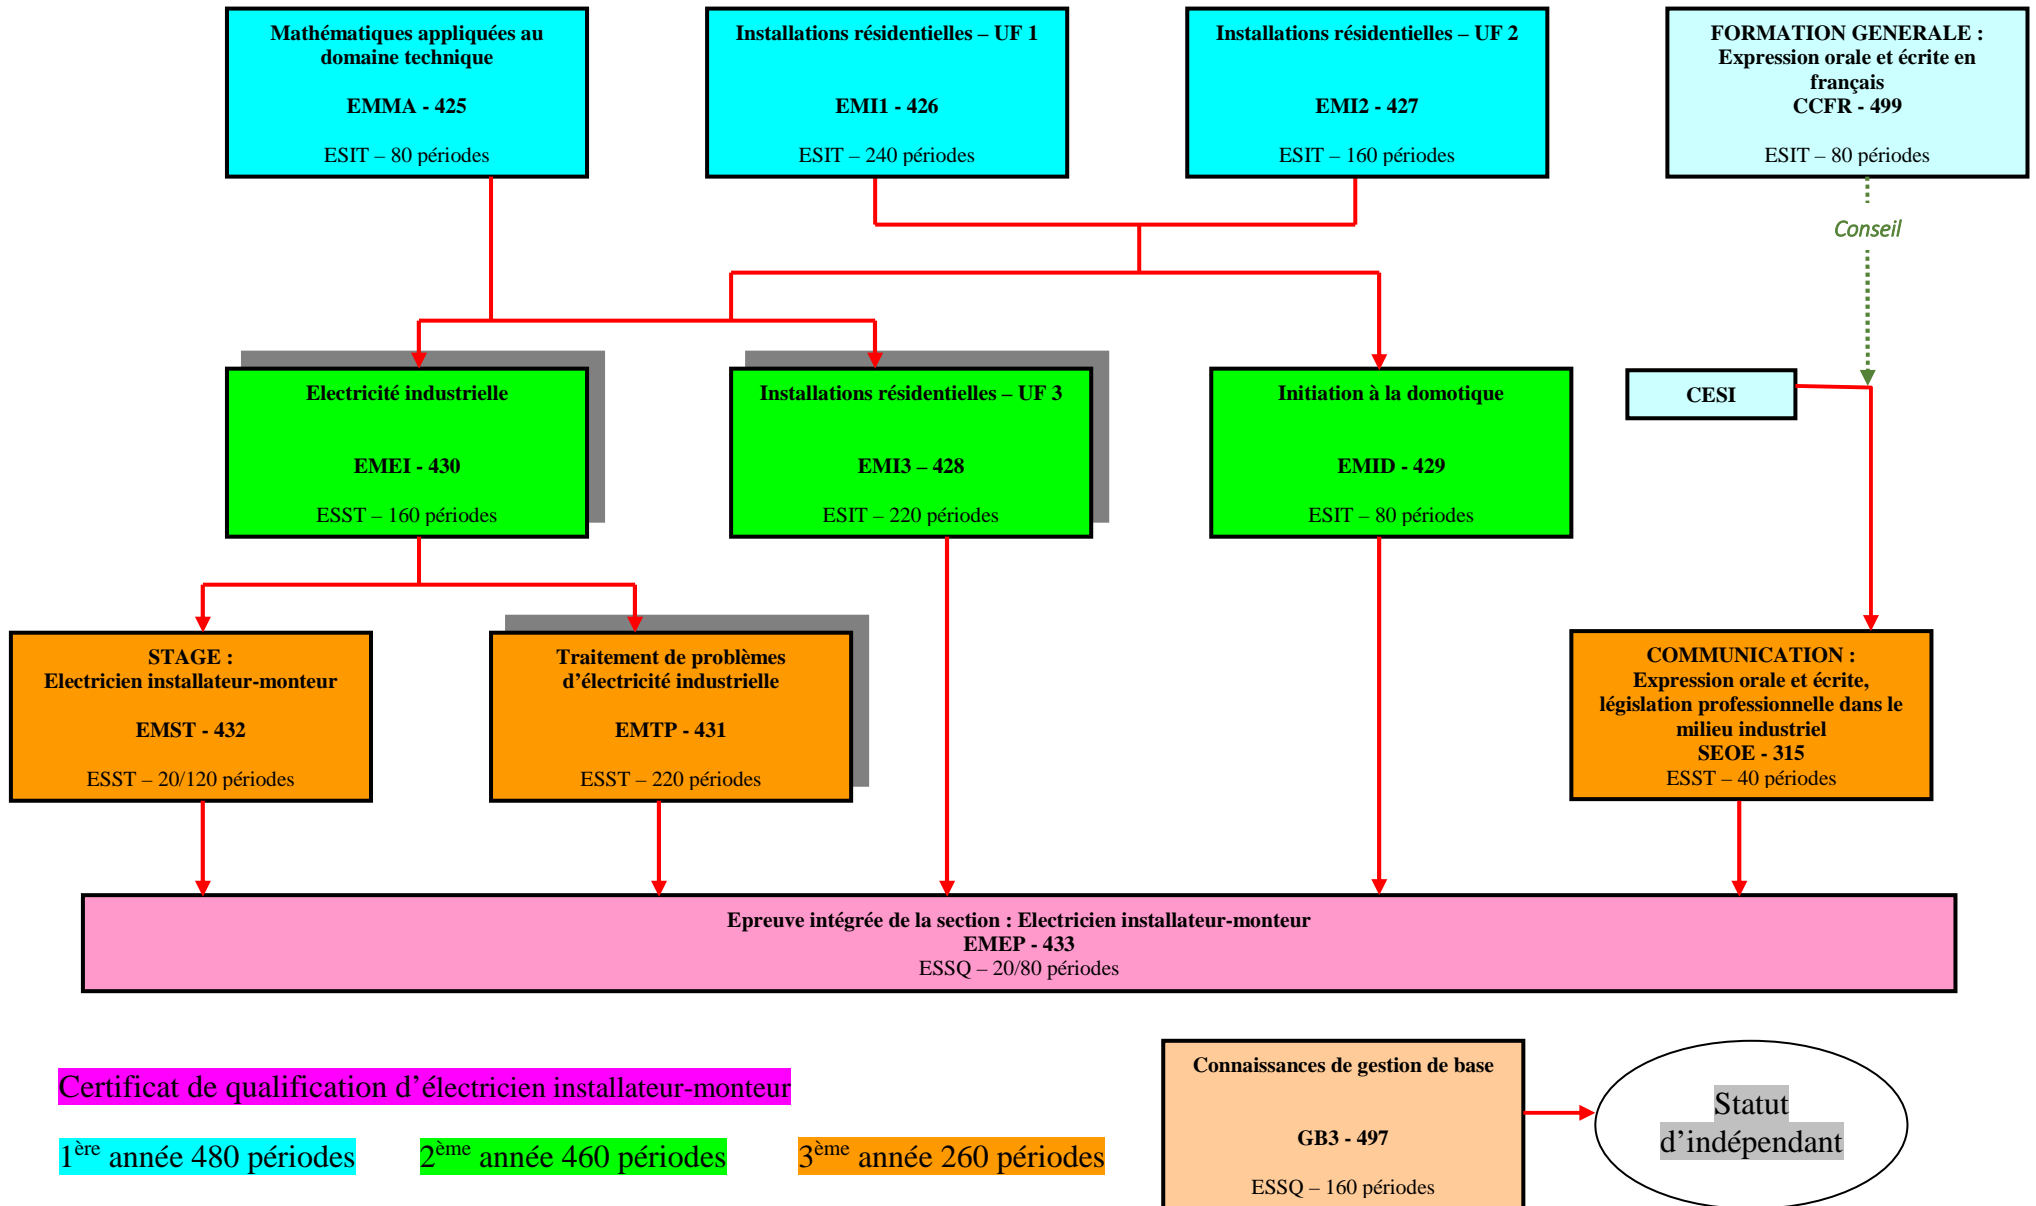 Mathématiques appliquées au
domaine technique
EMMA - 425
ESIT – 80 périodes
Installations résidentielles – UF 1
EMI1 - 426
ESIT – 240 périodes
Installations résidentielles – UF 2
EMI2 - 427
ESIT – 160 périodes
FORMATION GENERALE :
Expression orale et écrite en
français
CCFR - 499
ESIT – 80 périodes
Conseil
Electricité industrielle
EMEI - 430
ESST – 160 périodes
Installations résidentielles – UF 3
EMI3 – 428
ESIT – 220 périodes
Initiation à la domotique
EMID - 429
ESIT – 80 périodes
CESI
STAGE :
Electricien installateur-monteur
EMST - 432
ESST – 20/120 périodes
Traitement de problèmes
d’électricité industrielle
EMTP - 431
ESST – 220 périodes
COMMUNICATION :
Expression orale et écrite,
législation professionnelle dans le
milieu industriel
SEOE - 315
ESST – 40 périodes
Epreuve intégrée de la section : Electricien installateur-monteur
EMEP - 433
ESSQ – 20/80 périodes
Certificat de qualification d’électricien installateur-monteur
1ère année 480 périodes
2ème année 460 périodes
3ème année 260 périodes
Connaissances de gestion de base
GB3 - 497
ESSQ – 160 périodes
Statut
d’indépendant